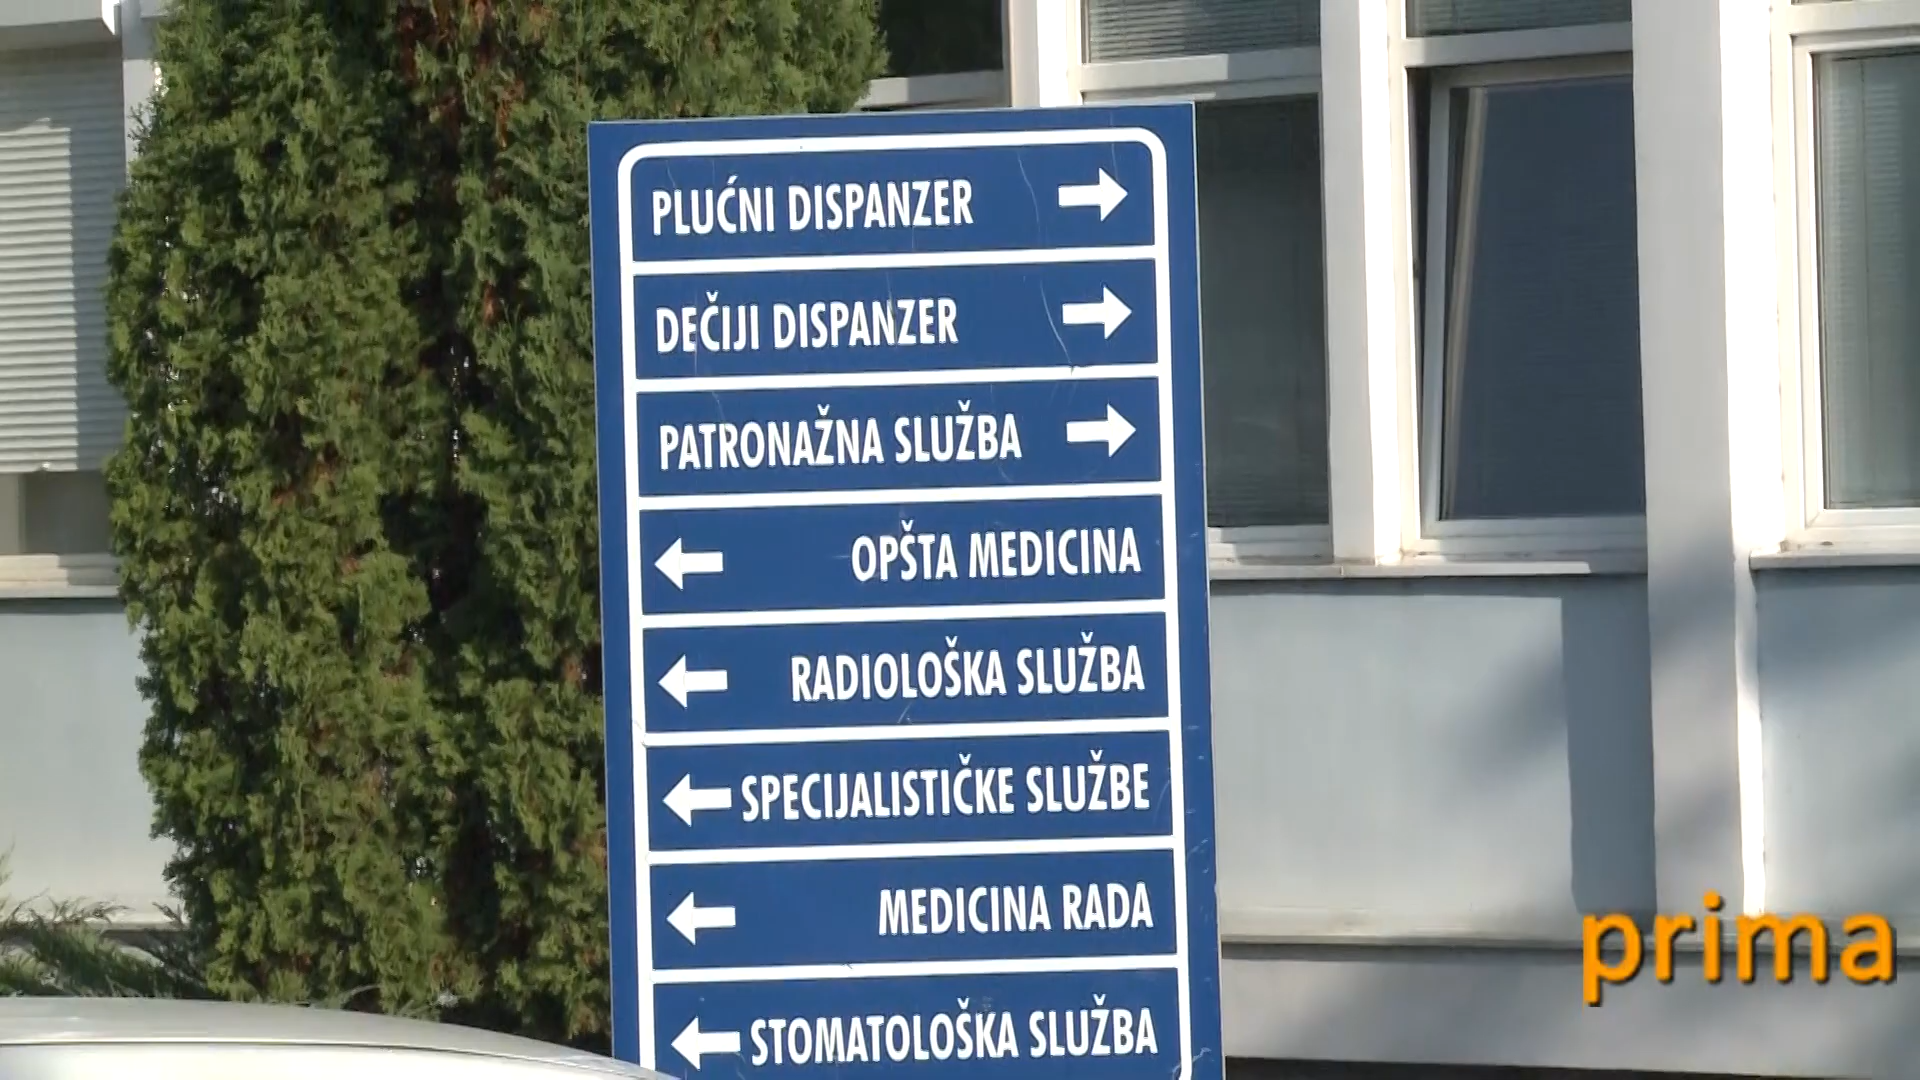 PLUĆNI DISPANZER
DEČIJI DISPANZER
PATRONAŽNA SLUŽBA
OPŠTA MEDICINA
RADIOLOŠKA SLUŽBA
SPECIJALISTIČKE SLUŽBE
MEDICINA RADA
STOMATOLOŠKA SLUŽBA
prima